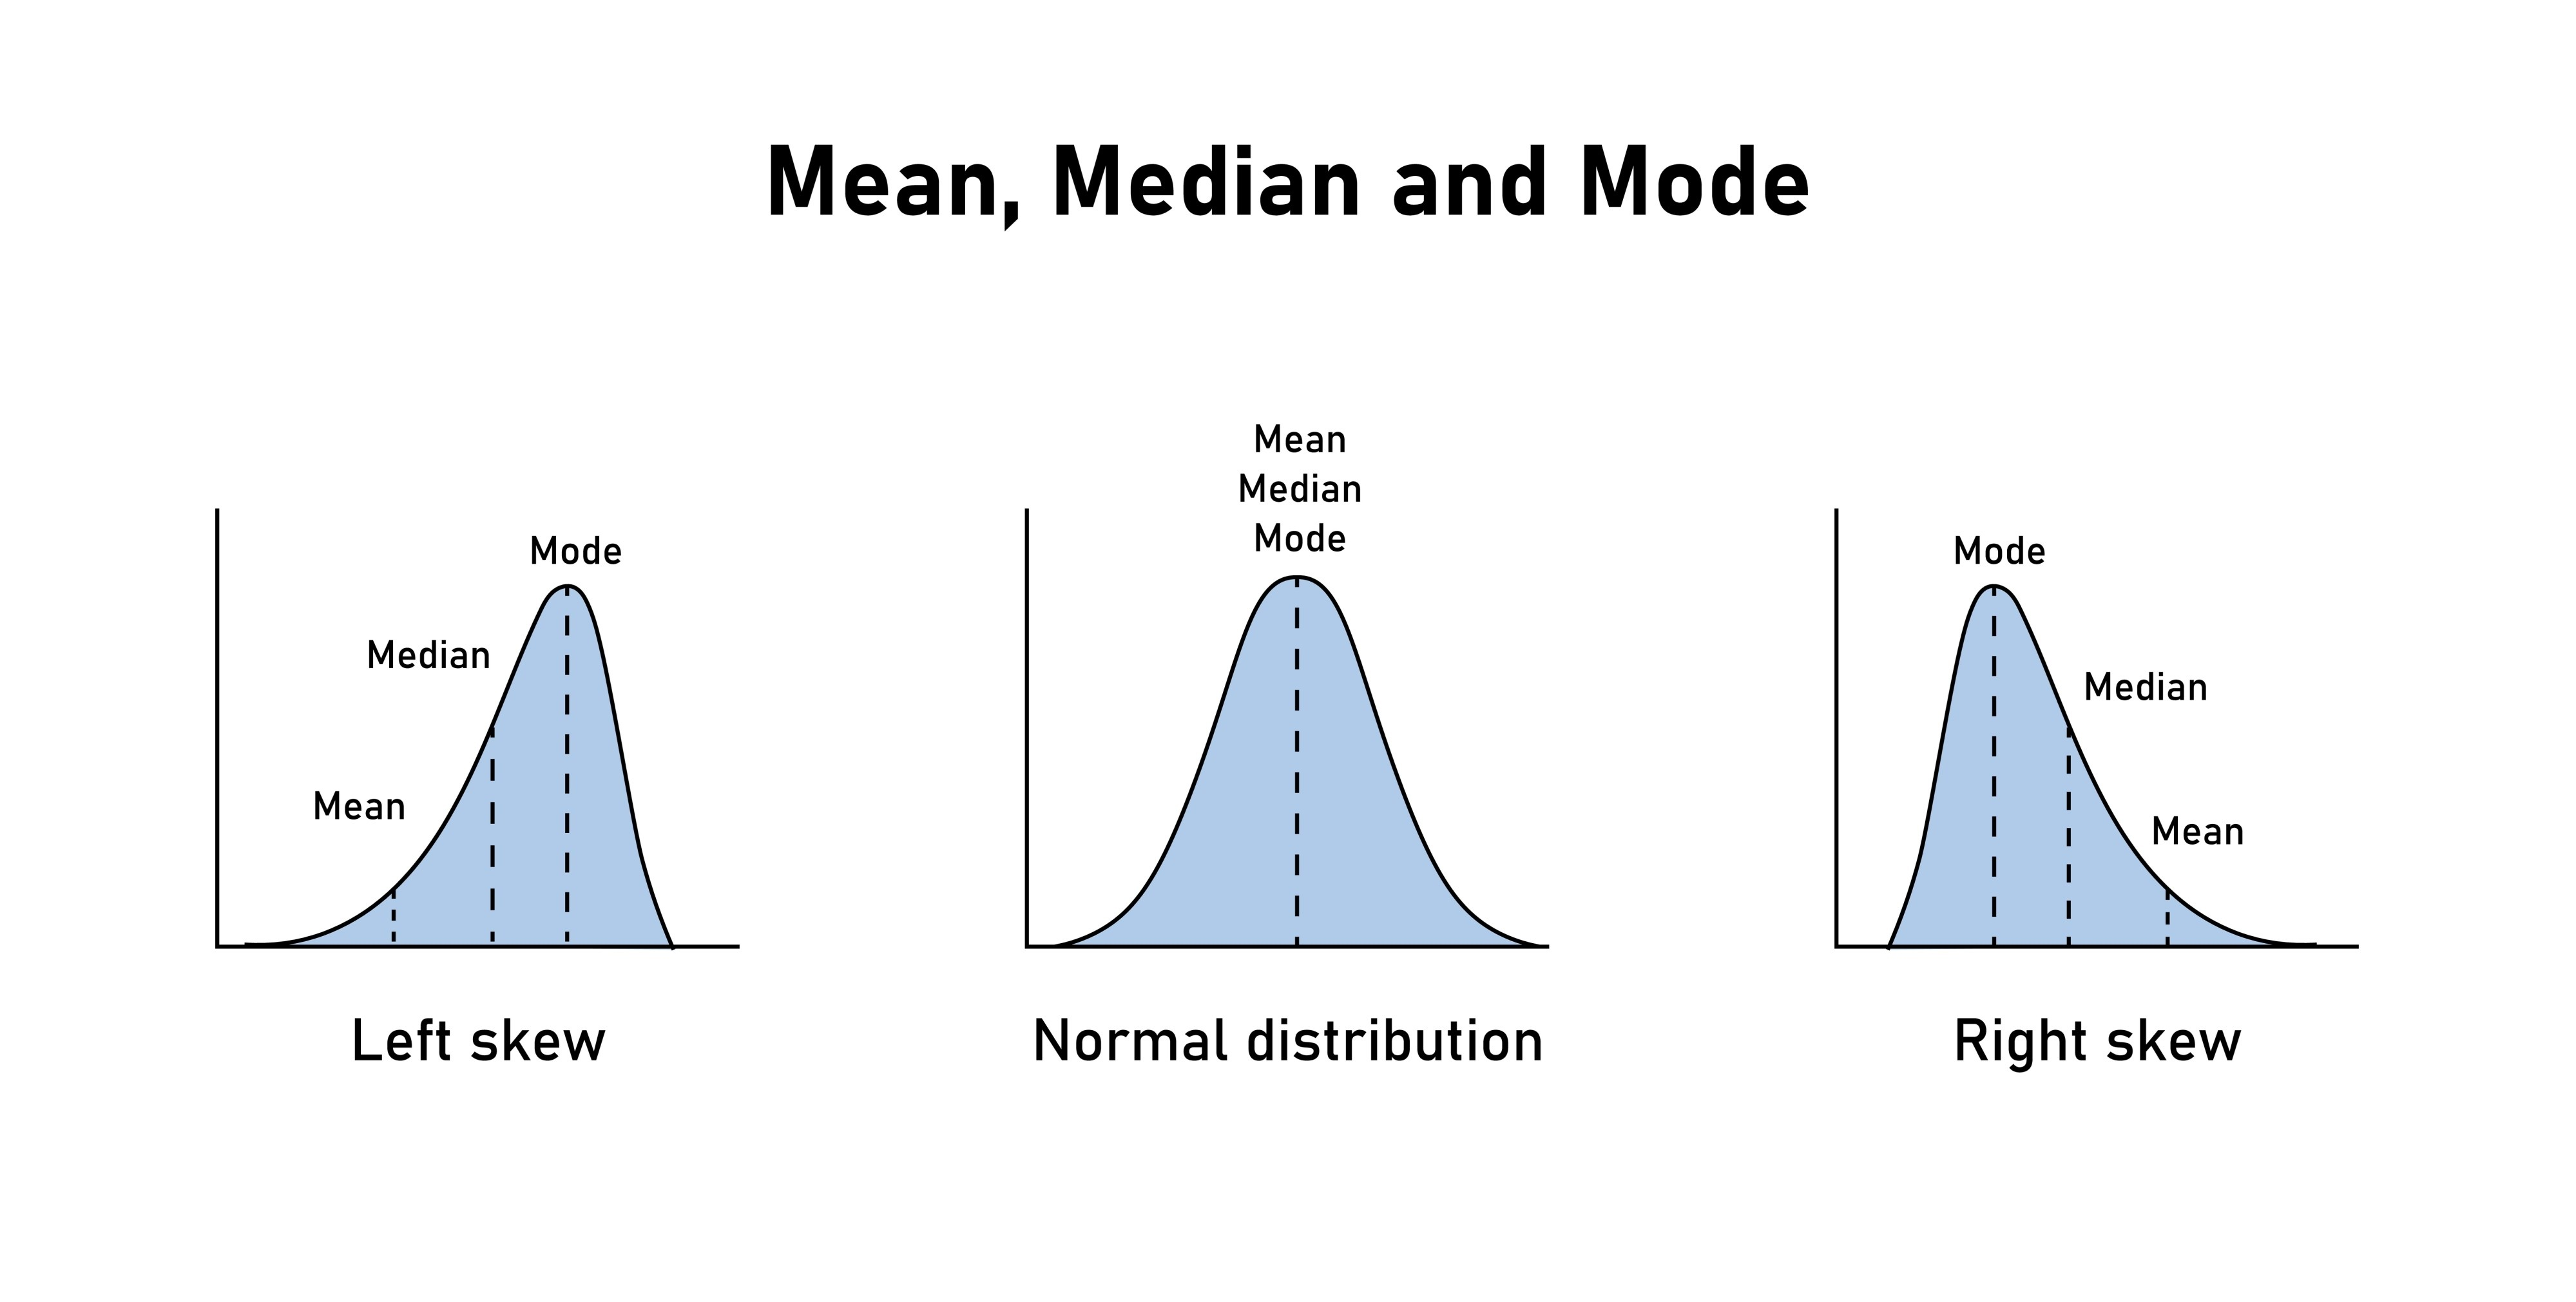 Mean, Median and Mode
Mode
Median
Mean
Left skew
Mean
Median
Mode
Normal distribution
Mode
Median
Mean
Right skew